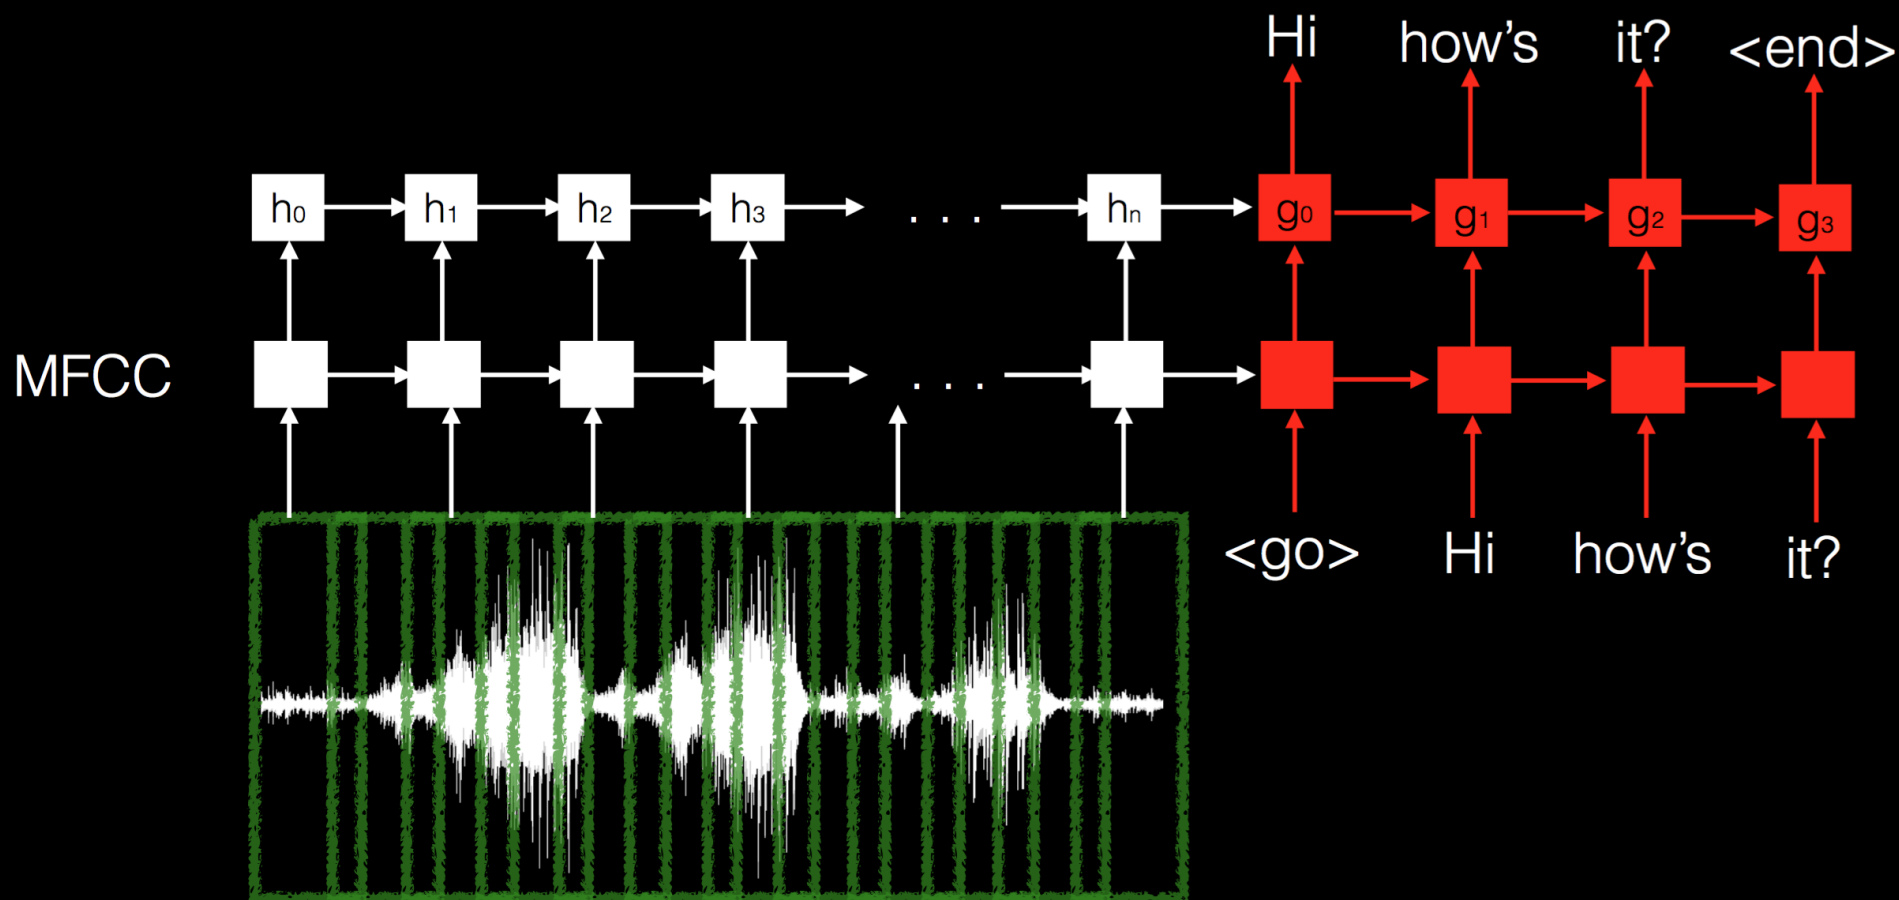 Hi how's it? <end>
h0 h1 h2 h3 . . . hn g0 g1 g2 g3
MFCC . . .
<go> Hi how's it?